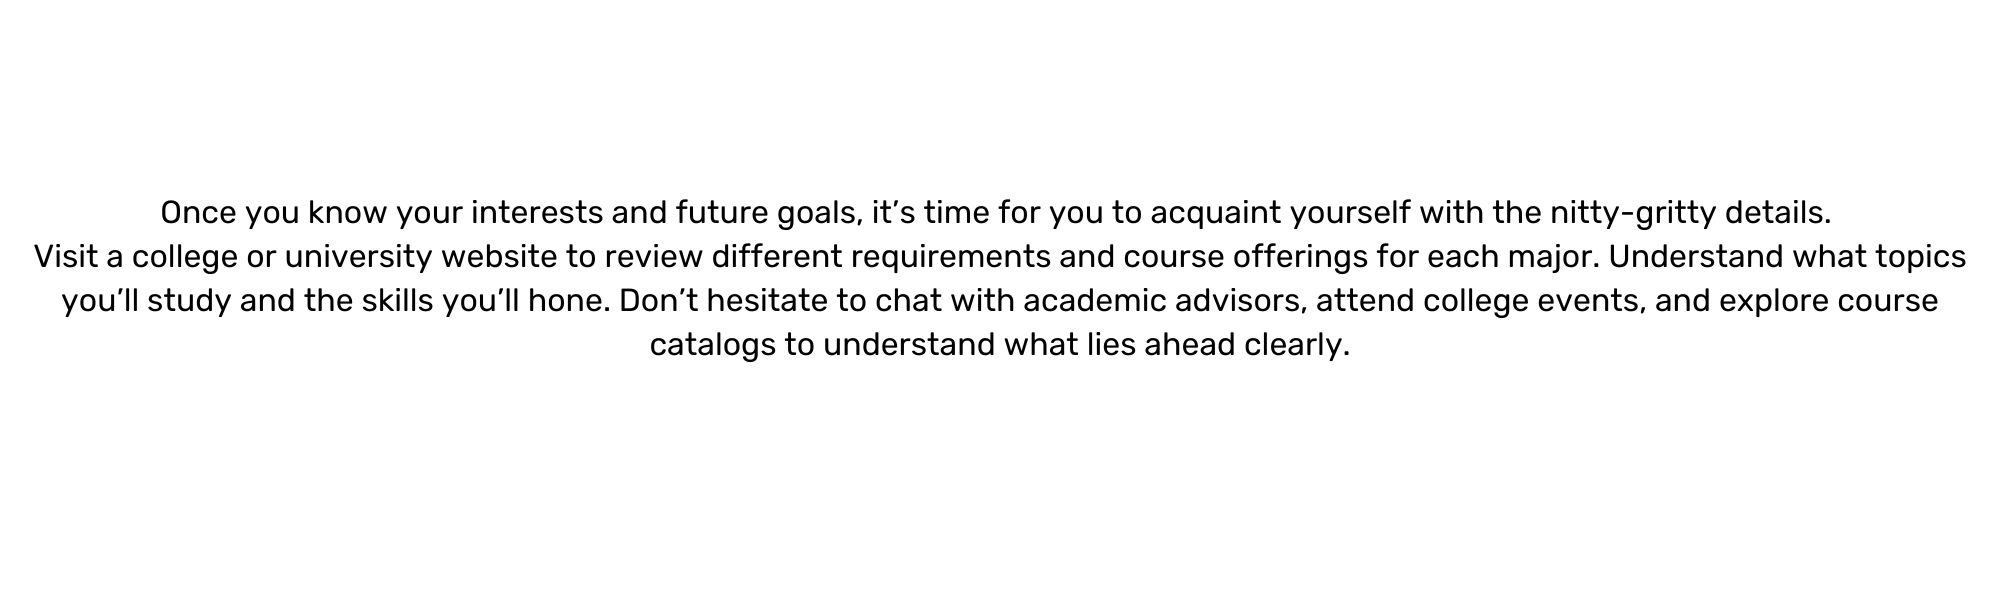 Once you know your interests and future goals, it’s time for you to acquaint yourself with the nitty-gritty details.
Visit a college or university website to review different requirements and course offerings for each major. Understand what topics
you’ll study and the skills you’ll hone. Don’t hesitate to chat with academic advisors, attend college events, and explore course
catalogs to understand what lies ahead clearly.